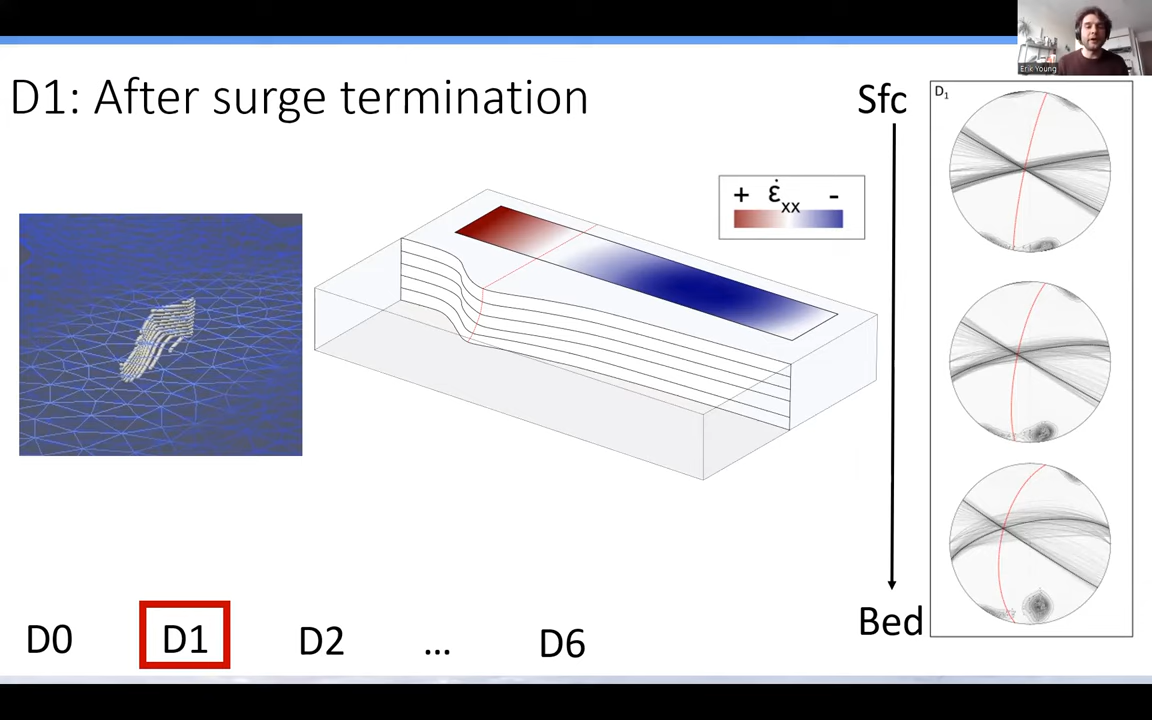 Erik Young
D1: After surge termination
Sfc
D1
+ ε̇xx -
Bed
D0 D1 D2 ... D6